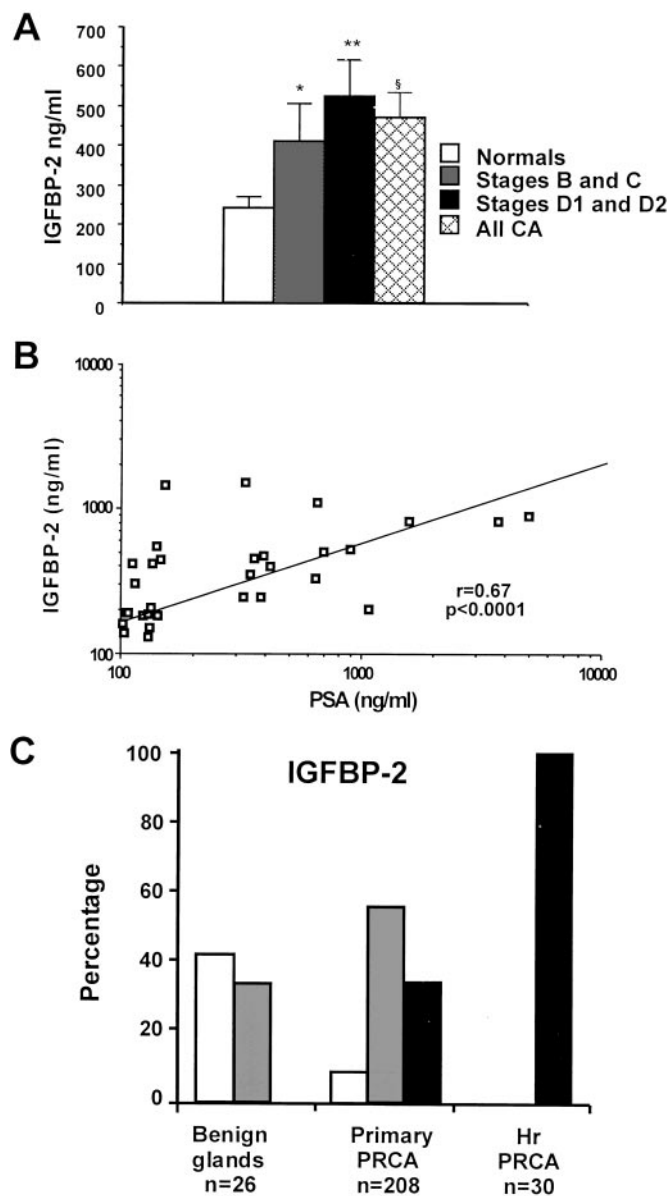 A
IGFBP-2 ng/ml
700
600
500
400
300
200
100
0
*
**
§
Normals
Stages B and C
Stages D1 and D2
All CA
B
IGFBP-2 (ng/ml)
10000
1000
100
r=0.67
p<0.0001
100
1000
10000
PSA (ng/ml)
C
IGFBP-2
Percentage
100
80
60
40
20
0
Benign
glands
n=26
Primary
PRCA
n=208
Hr
PRCA
n=30